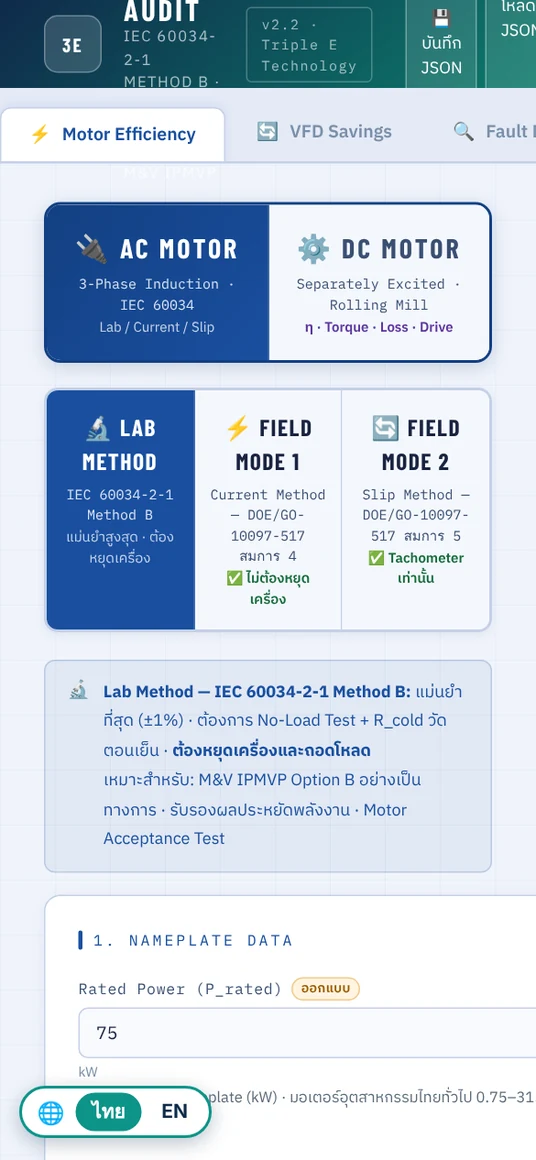 3E
AUDIT
IEC 60034-
2-1
METHOD B ·
M&V IPMVP
v2.2 ·
Triple E
Technology
บันทึก
JSON
โหลด
JSON
Motor Efficiency
VFD Savings
Fault
AC MOTOR
3-Phase Induction ·
IEC 60034
Lab / Current / Slip
DC MOTOR
Separately Excited ·
Rolling Mill
η · Torque · Loss · Drive
LAB
METHOD
IEC 60034-2-1
Method B
แม่นยำสูงสุด · ต้อง
หยุดเครื่อง
FIELD
MODE 1
Current Method
— DOE/GO-
10097-517
สมการ 4
✅ ไม่ต้องหยุด
เครื่อง
FIELD
MODE 2
Slip Method —
DOE/GO-10097-
517 สมการ 5
✅ Tachometer
เท่านั้น
Lab Method — IEC 60034-2-1 Method B: แม่นยำ
ที่สุด (±1%) · ต้องการ No-Load Test + R_cold วัด
ตอนเย็น · ต้องหยุดเครื่องและถอดโหลด
เหมาะสำหรับ: M&V IPMVP Option B อย่างเป็น
ทางการ · รับรองผลประหยัดพลังงาน · Motor
Acceptance Test
1. NAMEPLATE DATA
Rated Power (P_rated) ออกแบบ
75
kW
plate (kW) · มอเตอร์อุตสาหกรรมไทยทั่วไป 0.75–31
ไทย EN